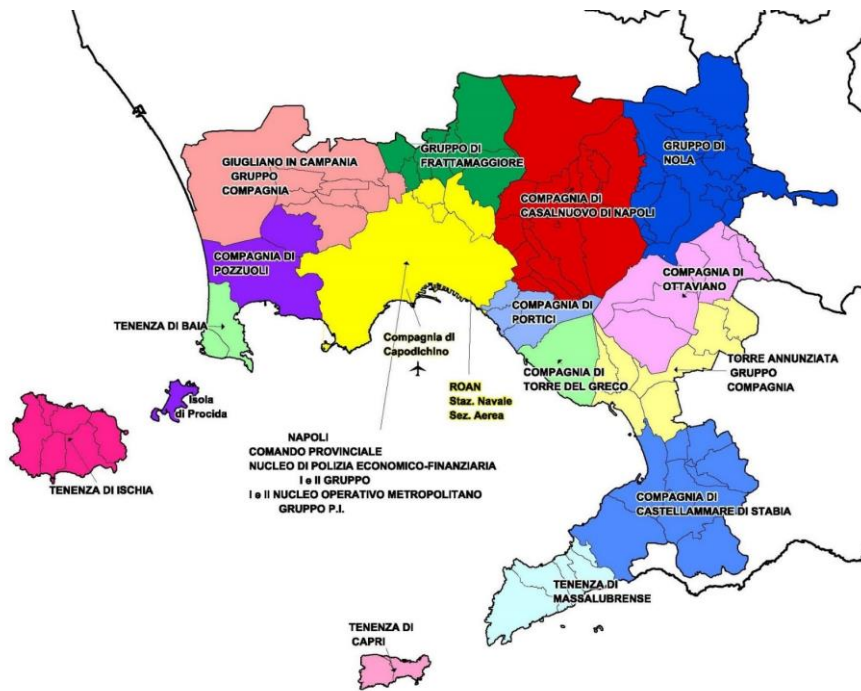 GRUPPO DI
FRATTAMAGGIORE
GIUGLIANO IN CAMPANIA
GRUPPO
COMPAGNIA
GRUPPO DI
NOLA
COMPAGNIA DI
CASALNUOVO DI NAPOLI
COMPAGNIA DI
POZZUOLI
COMPAGNIA DI
OTTAVIANO
TENENZA DI BAIA
COMPAGNIA DI
PORTICI
Compagnia di
Capodichino
COMPAGNIA DI
TORRE DEL GRECO
TORRE ANNUNZIATA
GRUPPO
COMPAGNIA
ROAN
Staz. Navale
Sez. Aerea
Isola
di Procida
NAPOLI
COMANDO PROVINCIALE
NUCLEO DI POLIZIA ECONOMICO-FINANZIARIA
I e II GRUPPO
I e II NUCLEO OPERATIVO METROPOLITANO
GRUPPO P.I.
TENENZA DI ISCHIA
COMPAGNIA DI
CASTELLAMMARE DI STABIA
TENENZA DI
MASSALUBRENSE
TENENZA DI
CAPRI